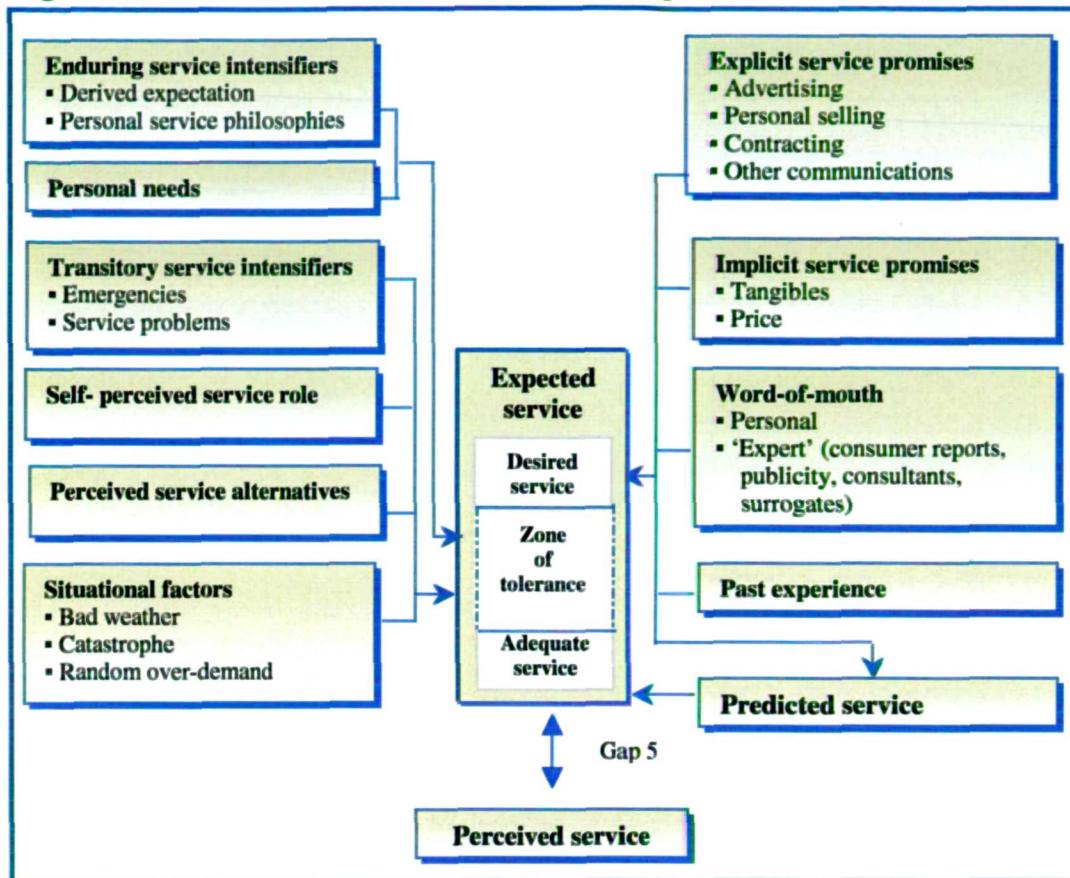 Enduring service intensifiers
▪ Derived expectation
▪ Personal service philosophies
Personal needs
Transitory service intensifiers
▪ Emergencies
▪ Service problems
Self- perceived service role
Perceived service alternatives
Situational factors
▪ Bad weather
▪ Catastrophe
▪ Random over-demand
Expected
service
Desired
service
Zone
of
tolerance
Adequate
service
Gap 5
Perceived service
Explicit service promises
▪ Advertising
▪ Personal selling
▪ Contracting
▪ Other communications
Implicit service promises
▪ Tangibles
▪ Price
Word-of-mouth
▪ Personal
▪ ‘Expert’ (consumer reports,
publicity, consultants,
surrogates)
Past experience
Predicted service